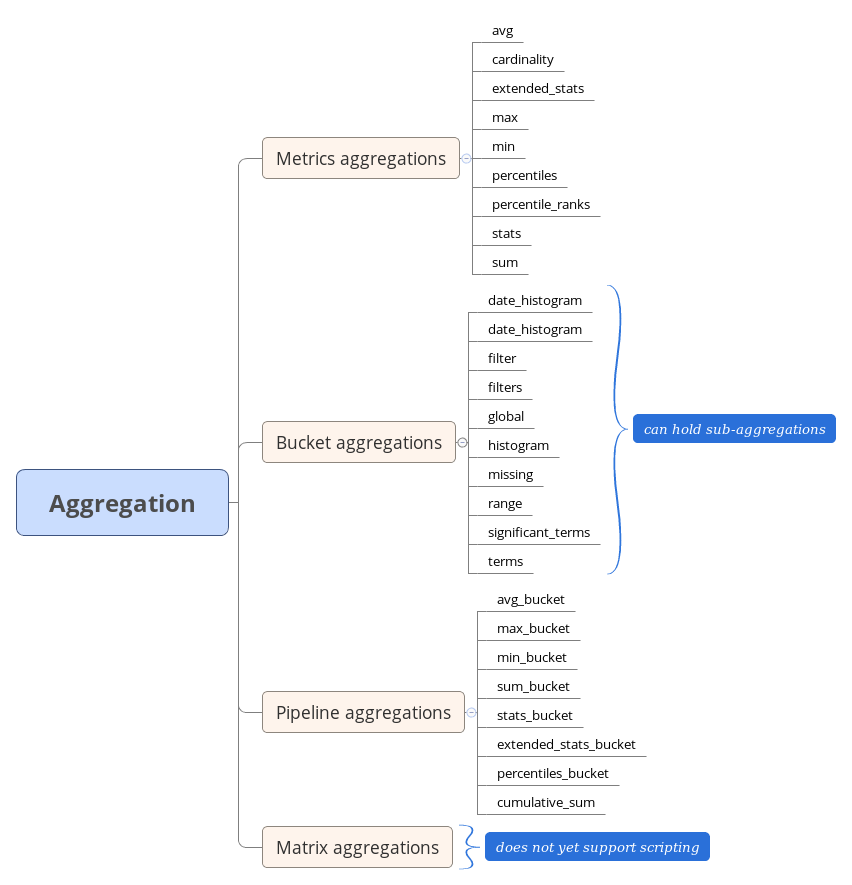 Aggregation
Metrics aggregations
avg
cardinality
extended_stats
max
min
percentiles
percentile_ranks
stats
sum
Bucket aggregations
date_histogram
date_histogram
filter
filters
global
histogram
missing
range
significant_terms
terms
can hold sub-aggregations
Pipeline aggregations
avg_bucket
max_bucket
min_bucket
sum_bucket
stats_bucket
extended_stats_bucket
percentiles_bucket
cumulative_sum
Matrix aggregations
does not yet support scripting